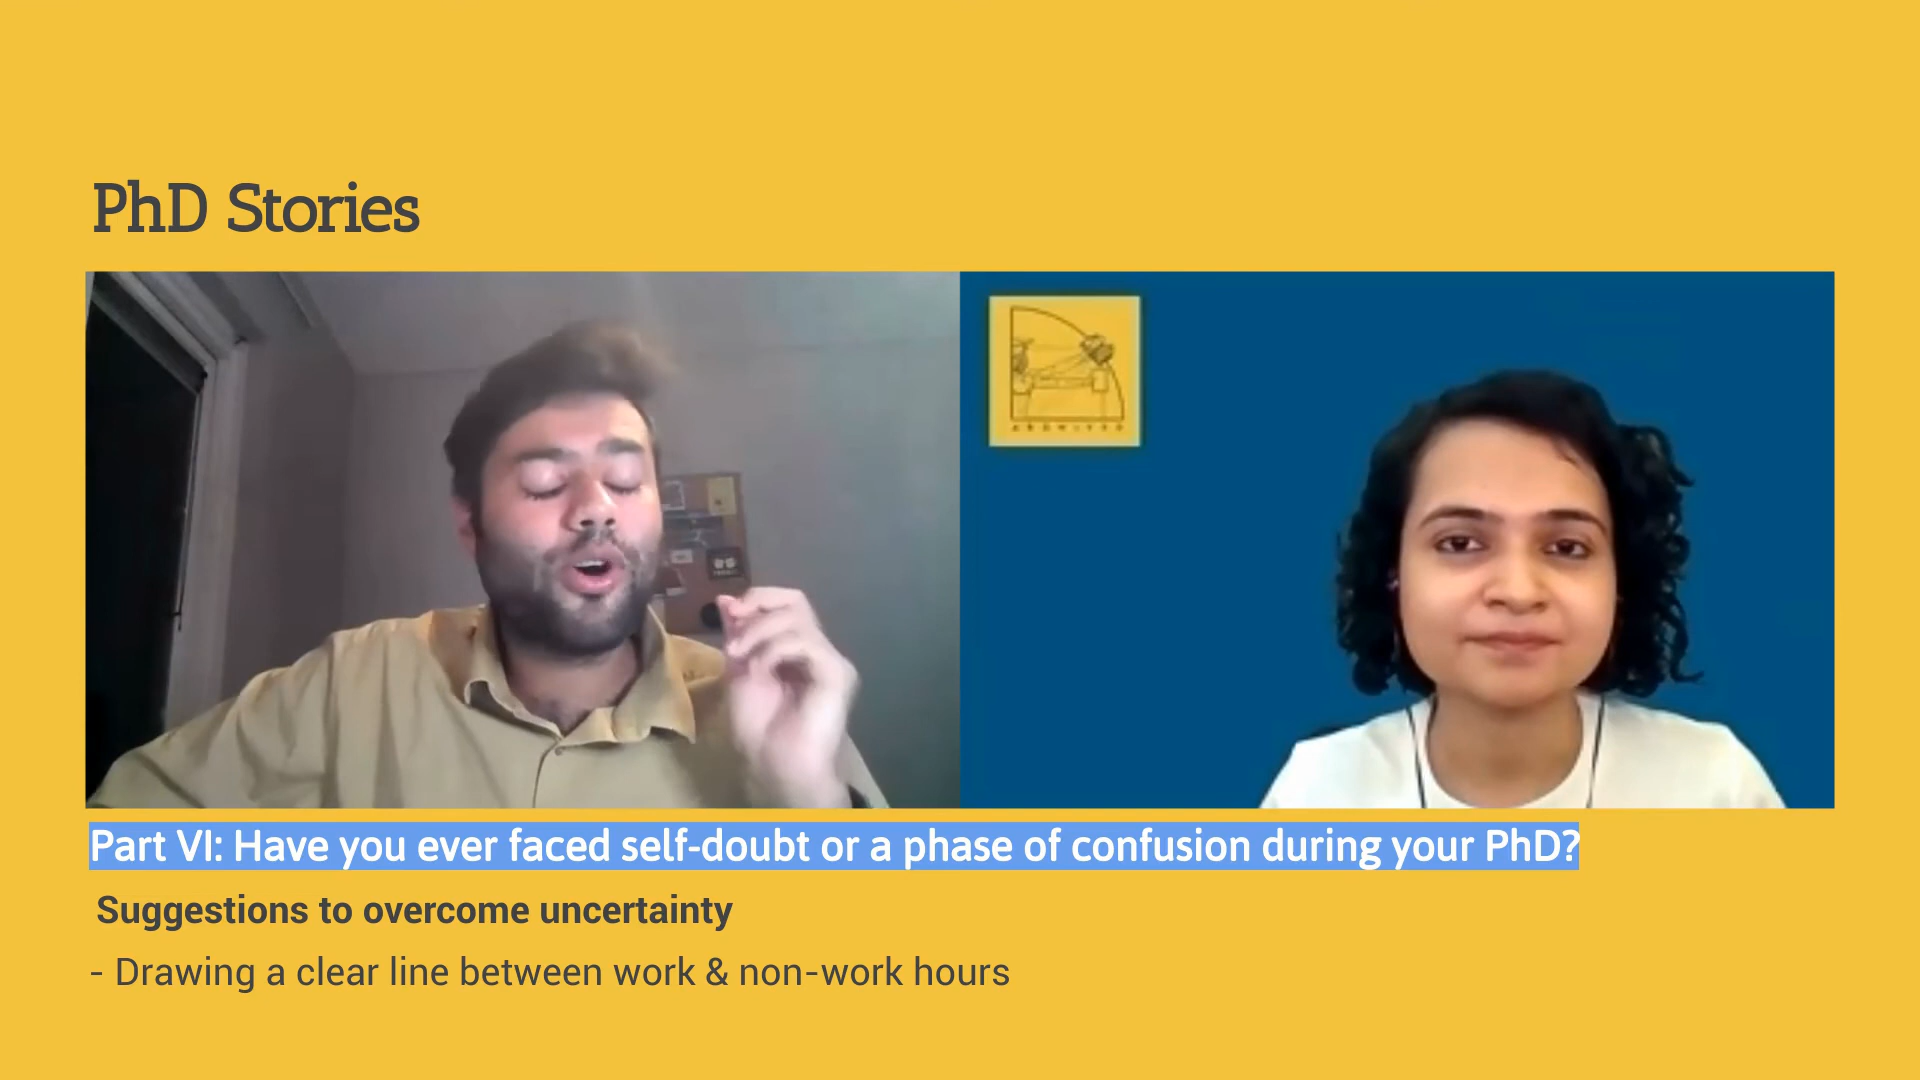 PhD Stories
Part VI: Have you ever faced self-doubt or a phase of confusion during your PhD?
Suggestions to overcome uncertainty
- Drawing a clear line between work & non-work hours